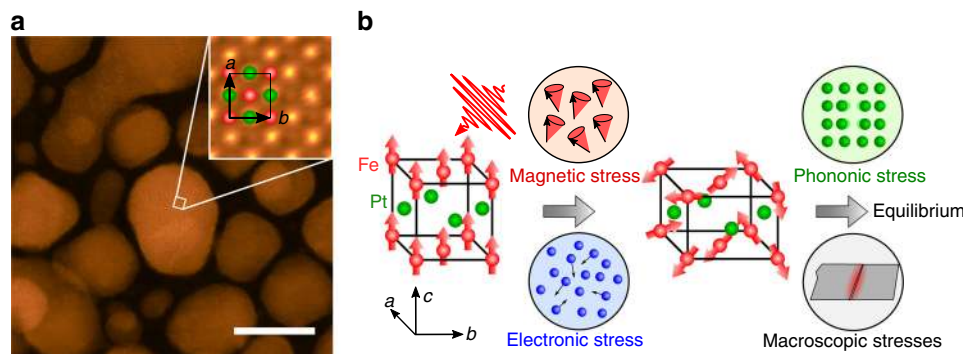 a
a
b
b
Fe
Pt
Magnetic stress
Phononic stress
Equilibrium
c
a
b
Electronic stress
Macroscopic stresses